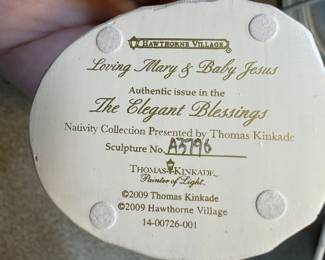 HAWTHORNE VILLAGE
Loving Mary & Baby Jesus
Authentic issue in the
The Elegant Blessings
Nativity Collection Presented by Thomas Kinkade
Sculpture No. A3796
THOMAS KINKADE
Painter of Light
©2009 Thomas Kinkade
©2009 Hawthorne Village
14-00726-001